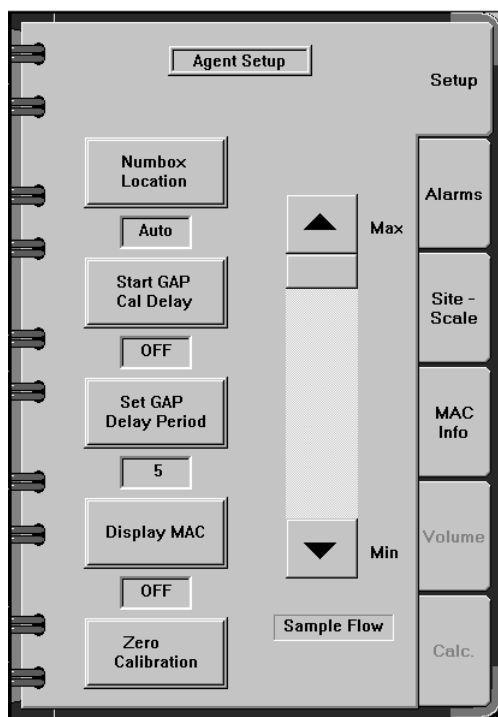 Agent Setup
Setup
Numbox
Location
Auto
Start GAP
Cal Delay
OFF
Set GAP
Delay Period
5
Display MAC
OFF
Zero
Calibration
Max
Min
Sample Flow
Alarms
Site -
Scale
MAC
Info
Volume
Calc.